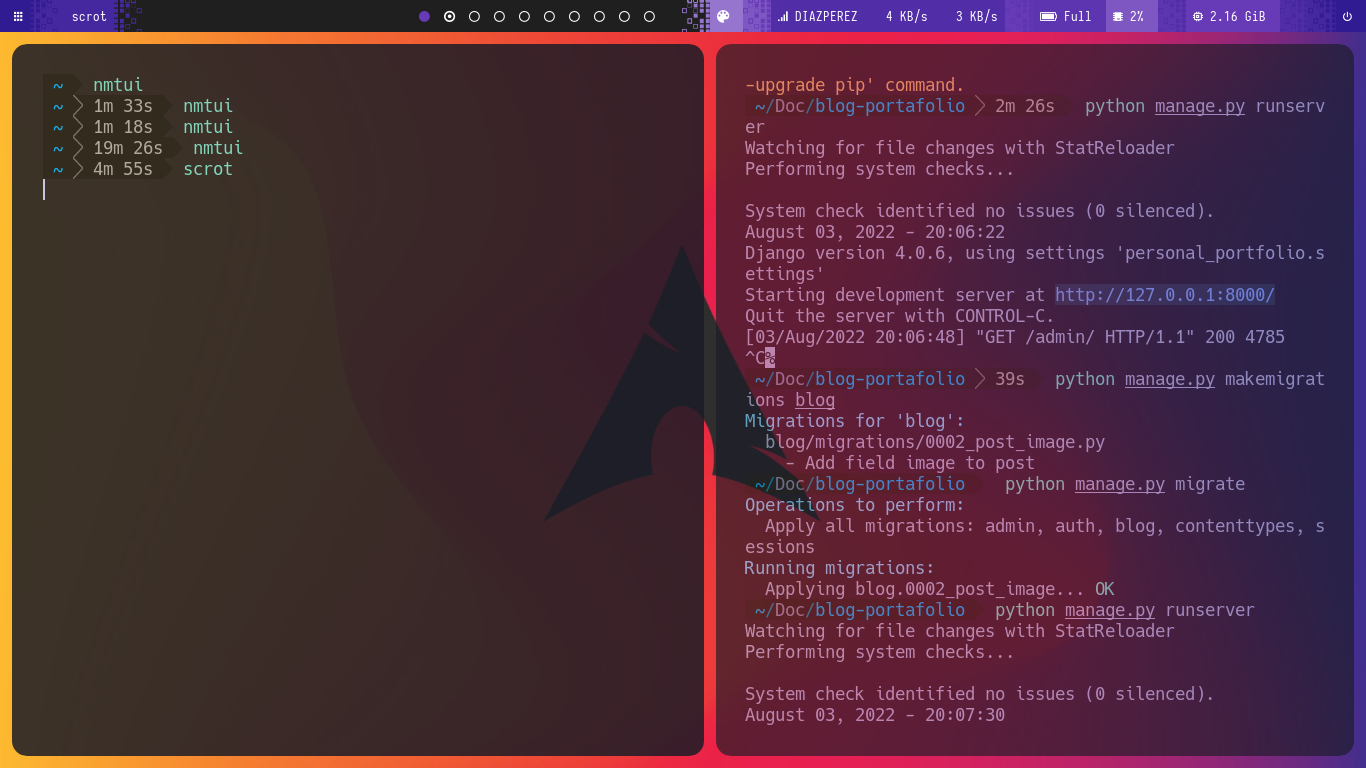 scrot
DIAZPEREZ 4 KB/s 3 KB/s Full 2% 2.16 GiB
~ nmtui
~ 1m 33s nmtui
~ 1m 18s nmtui
~ 19m 26s nmtui
~ 4m 55s scrot
-upgrade pip' command.
~/Doc/blog-portafolio 2m 26s python manage.py runserv
er
Watching for file changes with StatReloader
Performing system checks...
System check identified no issues (0 silenced).
August 03, 2022 - 20:06:22
Django version 4.0.6, using settings 'personal_portfolio.s
ettings'
Starting development server at http://127.0.0.1:8000/
Quit the server with CONTROL-C.
[03/Aug/2022 20:06:48] "GET /admin/ HTTP/1.1" 200 4785
^C%
~/Doc/blog-portafolio 39s python manage.py makemigrat
ions blog
Migrations for 'blog':
  blog/migrations/0002_post_image.py
    - Add field image to post
~/Doc/blog-portafolio python manage.py migrate
Operations to perform:
  Apply all migrations: admin, auth, blog, contenttypes, s
essions
Running migrations:
  Applying blog.0002_post_image... OK
~/Doc/blog-portafolio python manage.py runserver
Watching for file changes with StatReloader
Performing system checks...
System check identified no issues (0 silenced).
August 03, 2022 - 20:07:30